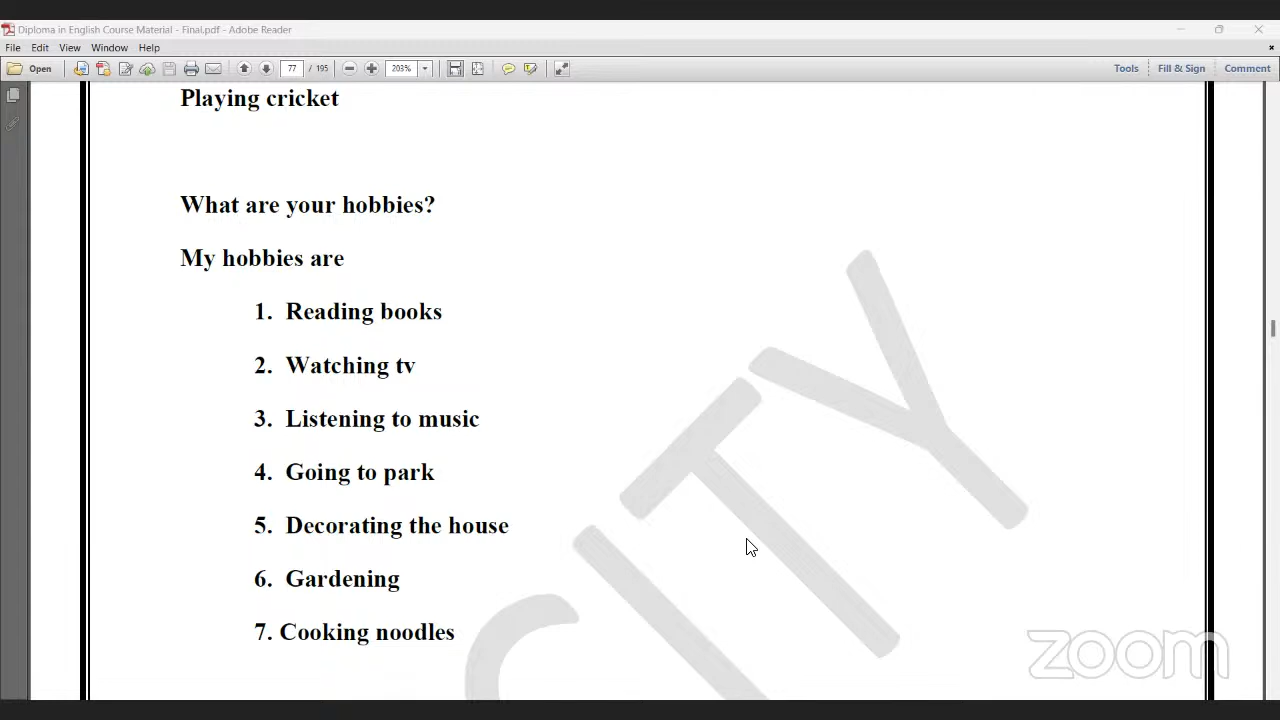 Diploma in English Course Material - Final.pdf - Adobe Reader
File Edit View Window Help
Open 77 / 195 203% Tools Fill & Sign Comment
Playing cricket
What are your hobbies?
My hobbies are
1. Reading books
2. Watching tv
3. Listening to music
4. Going to park
5. Decorating the house
6. Gardening
7. Cooking noodles
CITY
zoom